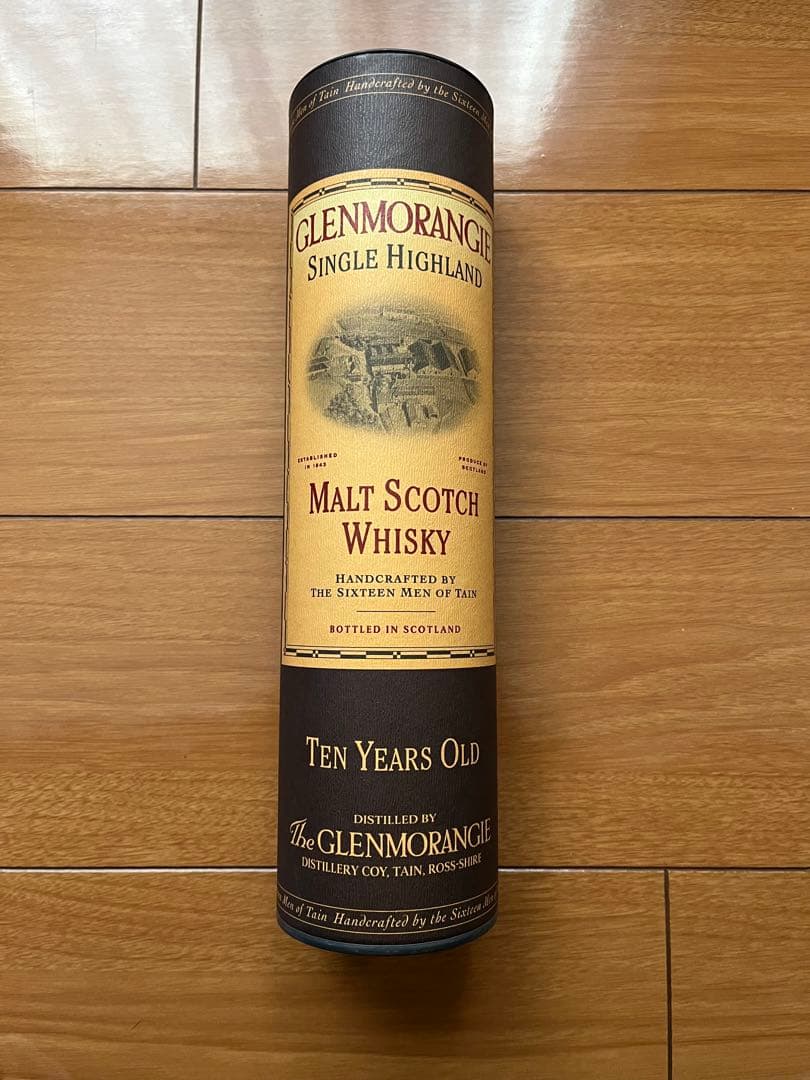 Men of Tain Handcrafted by the Sixteen
GLENMORANGIE
SINGLE HIGHLAND
ESTABLISHED
IN 1843
PRODUCE OF
SCOTLAND
MALT SCOTCH
WHISKY
HANDCRAFTED BY
THE SIXTEEN MEN OF TAIN
BOTTLED IN SCOTLAND
TEN YEARS OLD
DISTILLED BY
The GLENMORANGIE
DISTILLERY COY, TAIN, ROSS-SHIRE
Men of Tain Handcrafted by the Sixteen Men